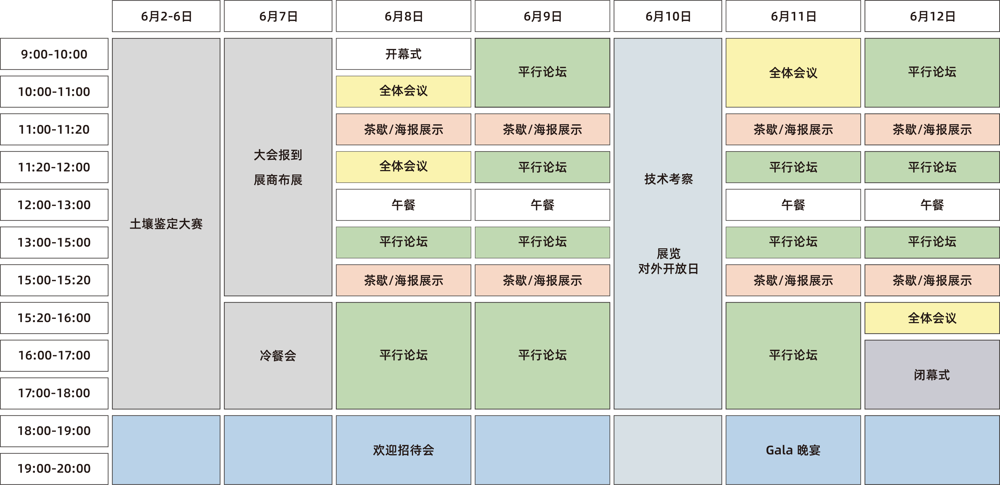 6月2-6日
6月7日
6月8日
6月9日
6月10日
6月11日
6月12日
9:00-10:00
开幕式
平行论坛
全体会议
平行论坛
10:00-11:00
全体会议
11:00-11:20
茶歇/海报展示
茶歇/海报展示
茶歇/海报展示
茶歇/海报展示
大会报到
展商布展
11:20-12:00
全体会议
平行论坛
技术考察
平行论坛
平行论坛
12:00-13:00
午餐
午餐
午餐
午餐
土壤鉴定大赛
13:00-15:00
平行论坛
平行论坛
展览
对外开放日
平行论坛
平行论坛
15:00-15:20
茶歇/海报展示
茶歇/海报展示
茶歇/海报展示
茶歇/海报展示
15:20-16:00
全体会议
16:00-17:00
冷餐会
平行论坛
平行论坛
平行论坛
闭幕式
17:00-18:00
18:00-19:00
欢迎招待会
Gala 晚宴
19:00-20:00